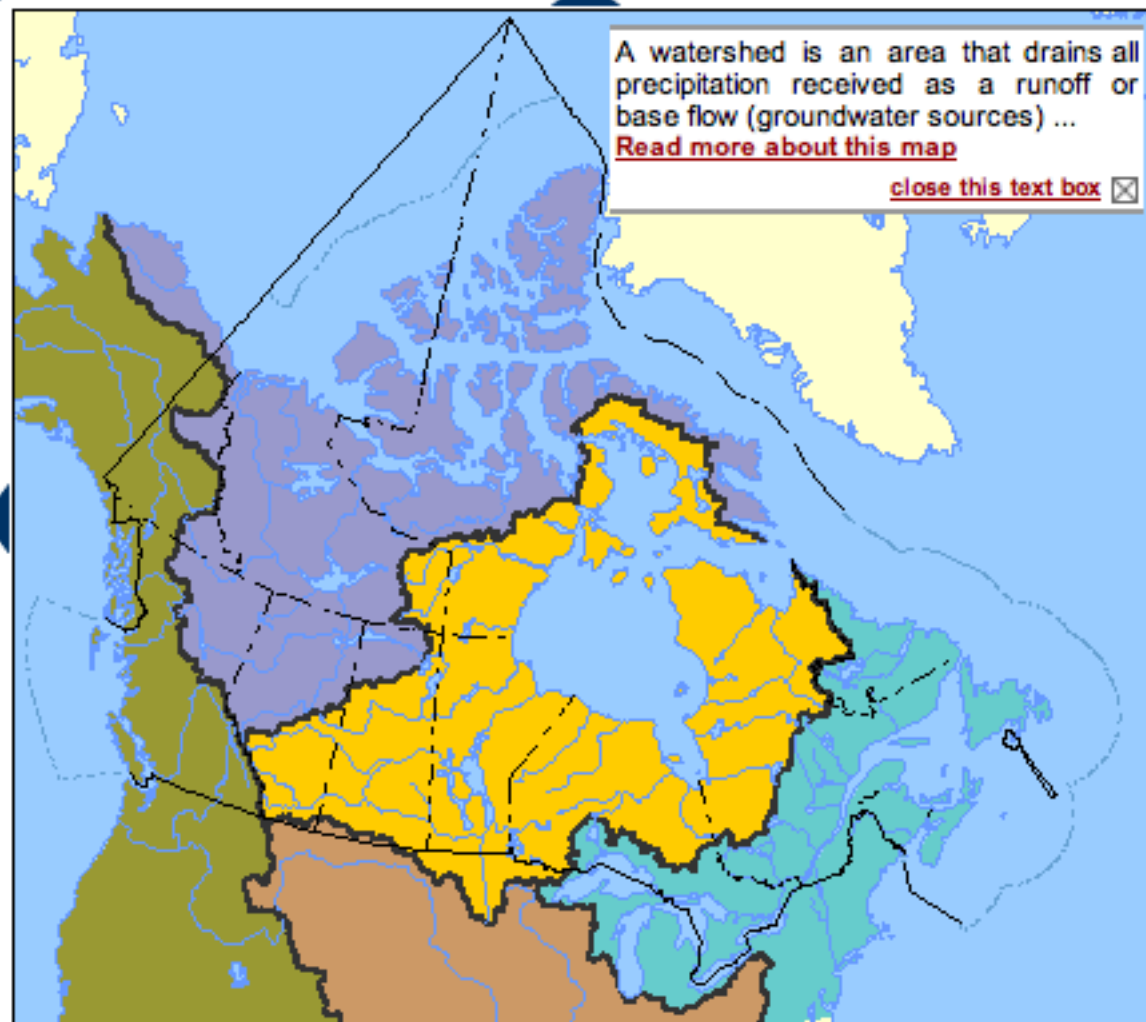 A watershed is an area that drains all
precipitation received as a runoff or
base flow (groundwater sources) ...
Read more about this map
close this text box